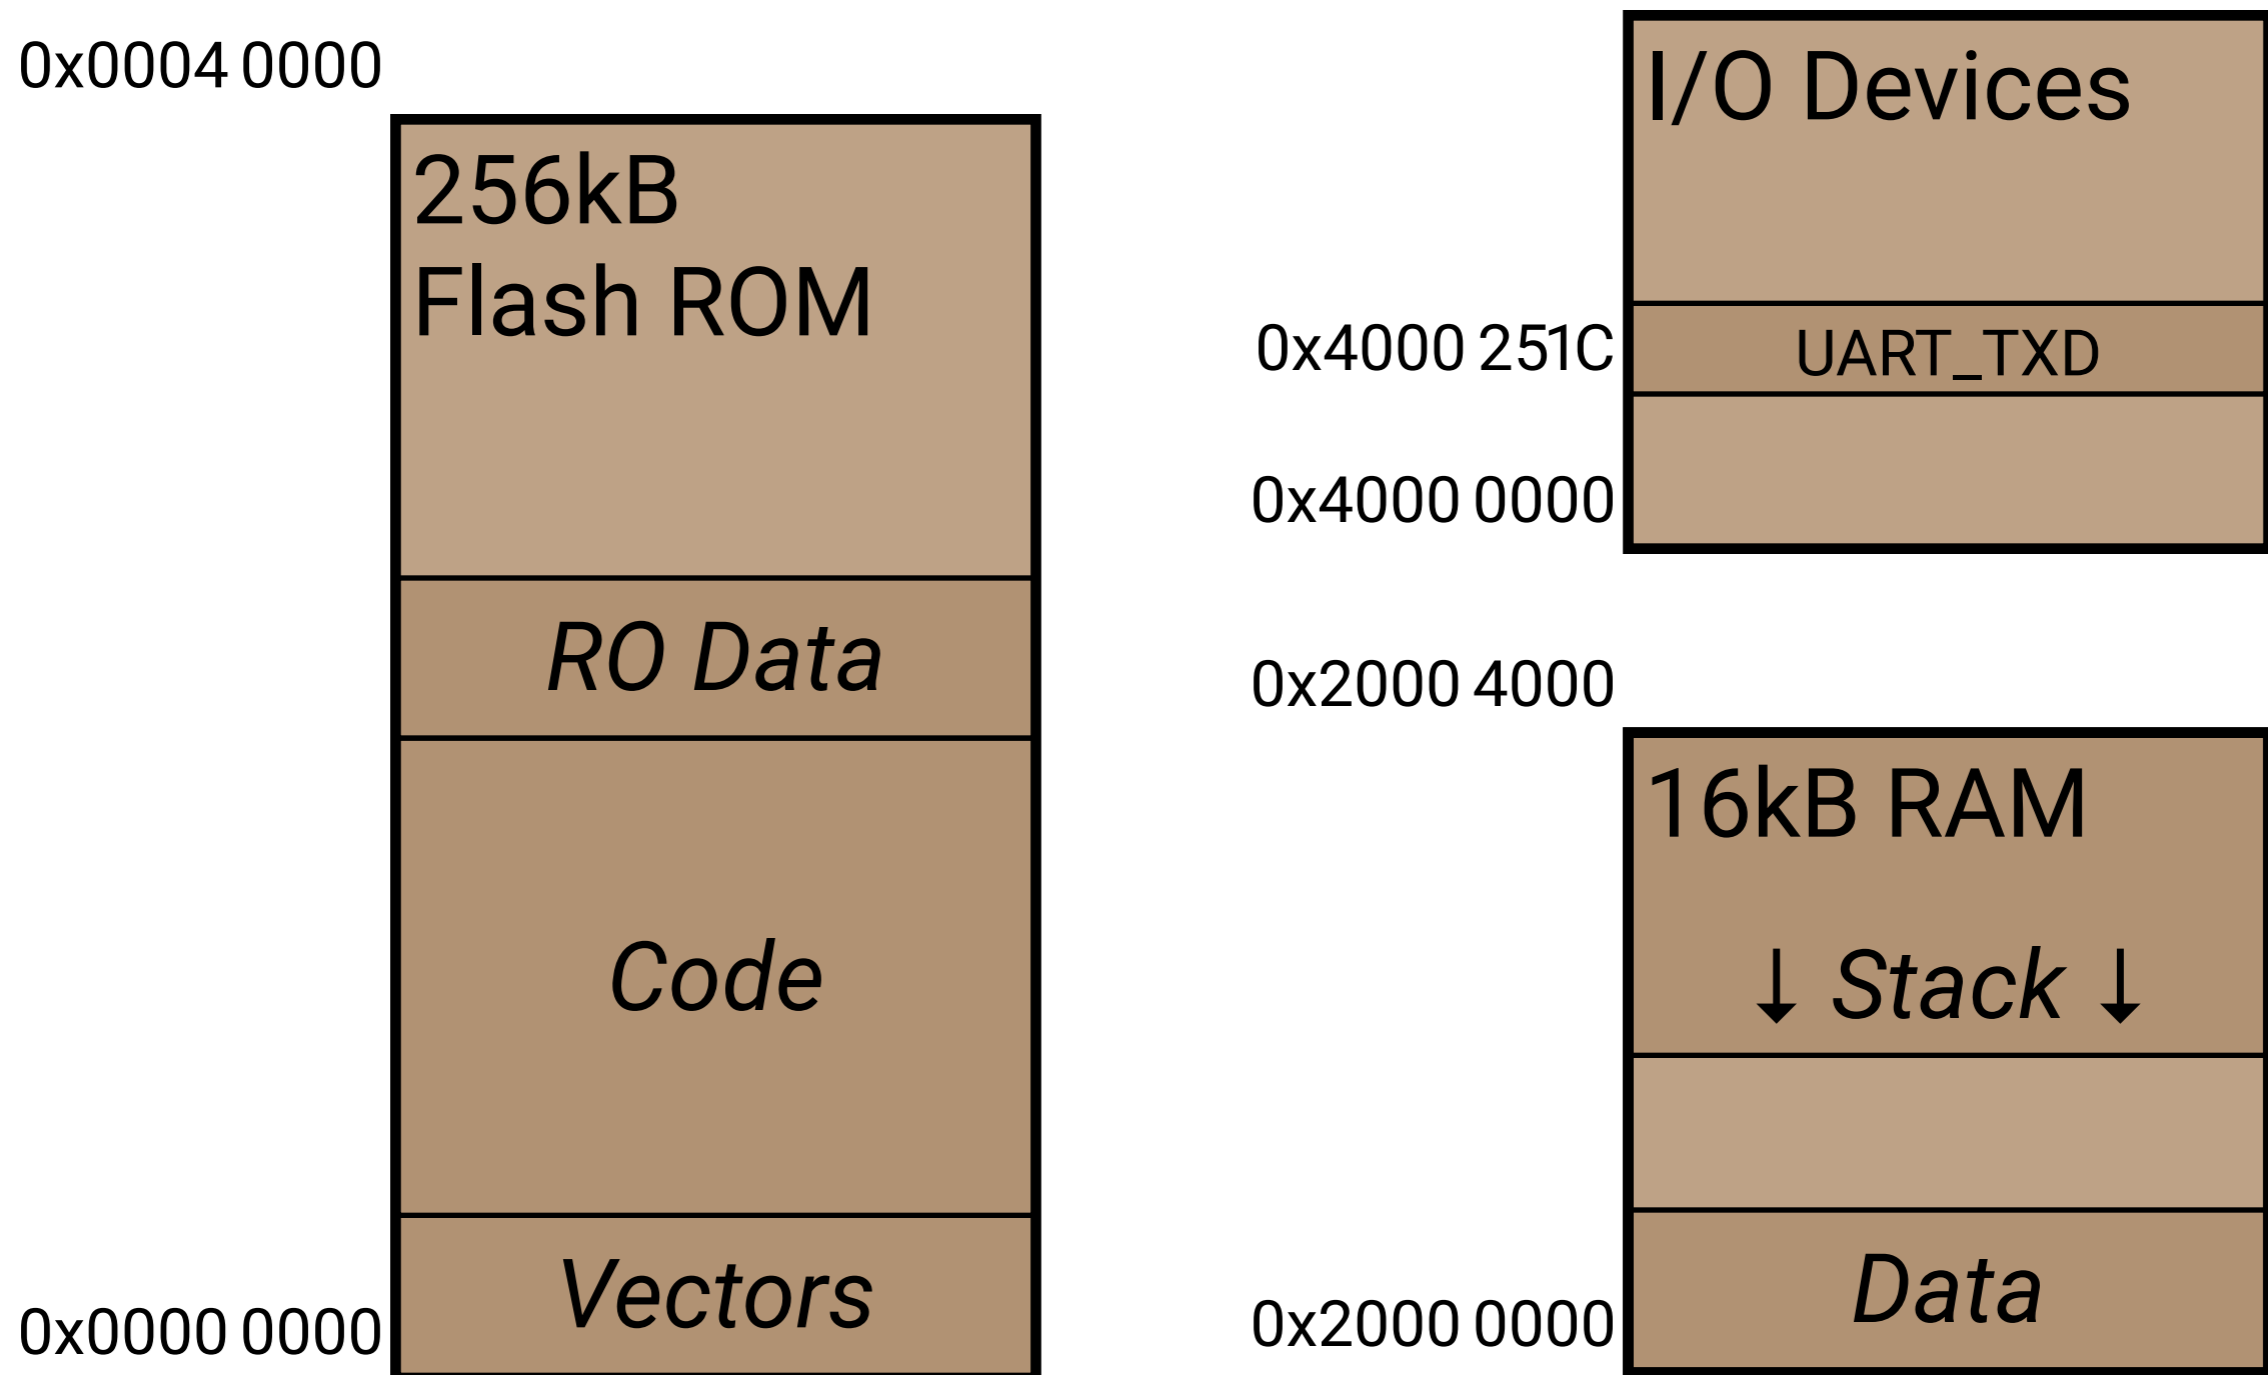 0x0004 0000
256kB
Flash ROM
RO Data
Code
Vectors
0x0000 0000
I/O Devices
0x4000 251C
UART_TXD
0x4000 0000
0x2000 4000
16kB RAM
↓ Stack ↓
Data
0x2000 0000